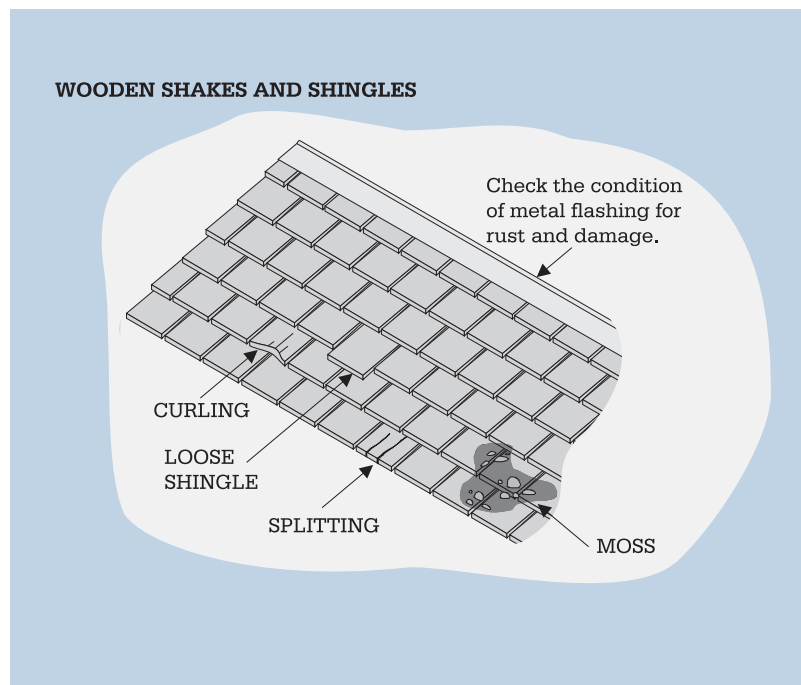 WOODEN SHAKES AND SHINGLES
Check the condition
of metal flashing for
rust and damage.
CURLING
LOOSE
SHINGLE
SPLITTING
MOSS